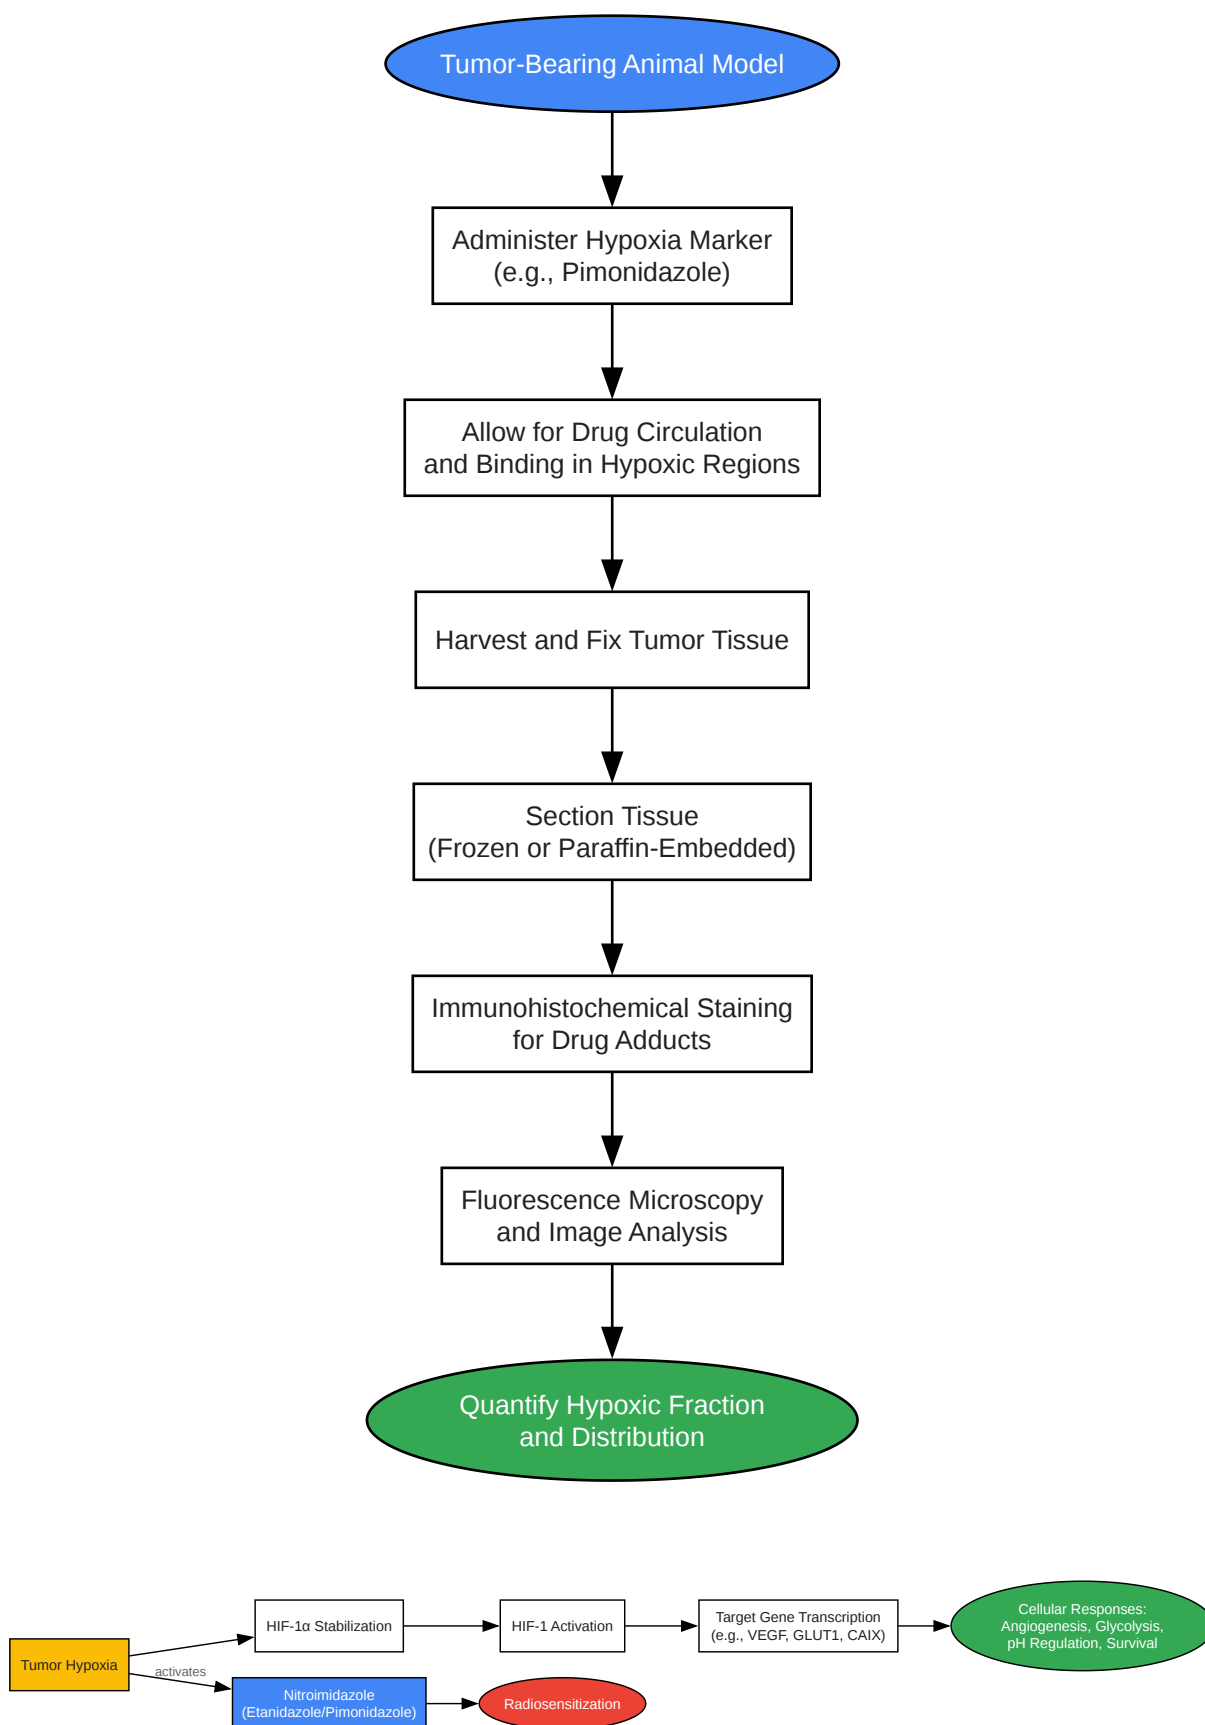 Tumor-Bearing Animal Model
Administer Hypoxia Marker
(e.g., Pimonidazole)
Allow for Drug Circulation
and Binding in Hypoxic Regions
Harvest and Fix Tumor Tissue
Section Tissue
(Frozen or Paraffin-Embedded)
Immunohistochemical Staining
for Drug Adducts
Fluorescence Microscopy
and Image Analysis
Quantify Hypoxic Fraction
and Distribution
Tumor Hypoxia
activates
HIF-1α Stabilization
HIF-1 Activation
Target Gene Transcription
(e.g., VEGF, GLUT1, CAIX)
Cellular Responses:
Angiogenesis, Glycolysis,
pH Regulation, Survival
Nitroimidazole
(Etanidazole/Pimonidazole)
Radiosensitization